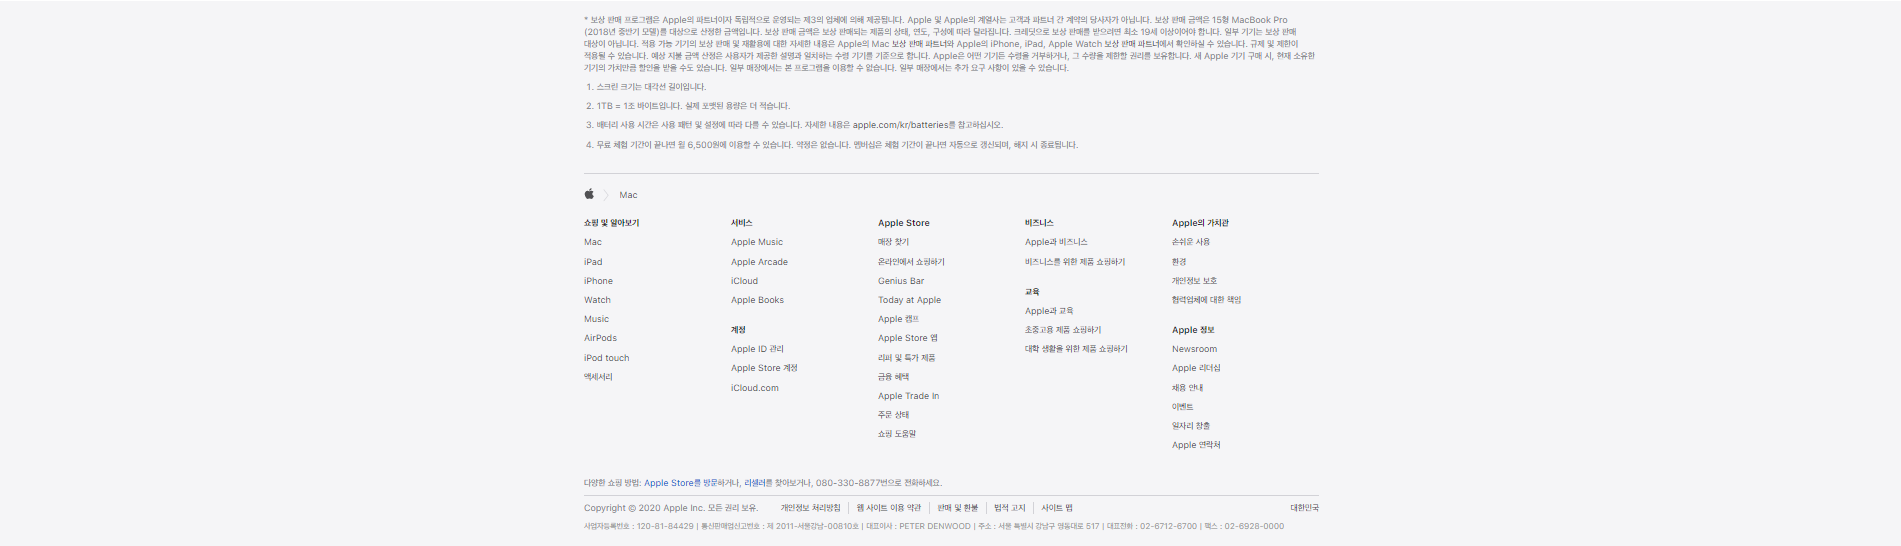 * 보상 판매 프로그램은 Apple의 파트너이자 독립적으로 운영되는 제3의 업체에 의해 제공됩니다. Apple 및 Apple의 계열사는 고객과 파트너 간 계약의 당사자가 아닙니다. 보상 판매 금액은 15형 MacBook Pro
(2018년 중반기 모델)를 대상으로 산정한 금액입니다. 보상 판매 금액은 보상 판매되는 제품의 상태, 연도, 구성에 따라 달라집니다. 크레딧으로 보상 판매를 받으려면 최소 19세 이상이어야 합니다. 일부 기기는 보상 판매
대상이 아닙니다. 적용 가능 기기의 보상 판매 및 재활용에 대한 자세한 내용은 Apple의 Mac 보상 판매 파트너와 Apple의 iPhone, iPad, Apple Watch 보상 판매 파트너에서 확인하실 수 있습니다. 규제 및 제한이
적용될 수 있습니다. 예상 지불 금액 산정은 사용자가 제공한 설명과 일치하는 수령 기기를 기준으로 합니다. Apple은 어떤 기기든 수령을 거부하거나, 그 수량을 제한할 권리를 보유합니다. 새 Apple 기기 구매 시, 현재 소유한
기기의 가치만큼 할인을 받을 수도 있습니다. 일부 매장에서는 본 프로그램을 이용할 수 없습니다. 일부 매장에서는 추가 요구 사항이 있을 수 있습니다.
1. 스크린 크기는 대각선 길이입니다.
2. 1TB = 1조 바이트입니다. 실제 포맷된 용량은 더 적습니다.
3. 배터리 사용 시간은 사용 패턴 및 설정에 따라 다를 수 있습니다. 자세한 내용은 apple.com/kr/batteries를 참고하십시오.
4. 무료 체험 기간이 끝나면 월 6,500원에 이용할 수 있습니다. 약정은 없습니다. 멤버십은 체험 기간이 끝나면 자동으로 갱신되며, 해지 시 종료됩니다.
Mac
쇼핑 및 알아보기
Mac
iPad
iPhone
Watch
Music
AirPods
iPod touch
액세서리
서비스
Apple Music
Apple Arcade
iCloud
Apple Books
계정
Apple ID 관리
Apple Store 계정
iCloud.com
Apple Store
매장 찾기
온라인에서 쇼핑하기
Genius Bar
Today at Apple
Apple 캠프
Apple Store 앱
리퍼 및 특가 제품
금융 혜택
Apple Trade In
주문 상태
쇼핑 도움말
비즈니스
Apple과 비즈니스
비즈니스를 위한 제품 쇼핑하기
교육
Apple과 교육
초중고용 제품 쇼핑하기
대학 생활을 위한 제품 쇼핑하기
Apple의 가치관
손쉬운 사용
환경
개인정보 보호
협력업체에 대한 책임
Apple 정보
Newsroom
Apple 리더십
채용 안내
이벤트
일자리 창출
Apple 연락처
다양한 쇼핑 방법: Apple Store를 방문하거나, 리셀러를 찾아보거나, 080-330-8877번으로 전화하세요.
Copyright © 2020 Apple Inc. 모든 권리 보유. 개인정보 처리방침 | 웹 사이트 이용 약관 | 판매 및 환불 | 법적 고지 | 사이트 맵 대한민국
사업자등록번호 : 120-81-84429 | 통신판매업신고번호 : 제 2011-서울강남-00810호 | 대표이사 : PETER DENWOOD | 주소 : 서울 특별시 강남구 영동대로 517 | 대표전화 : 02-6712-6700 | 팩스 : 02-6928-0000